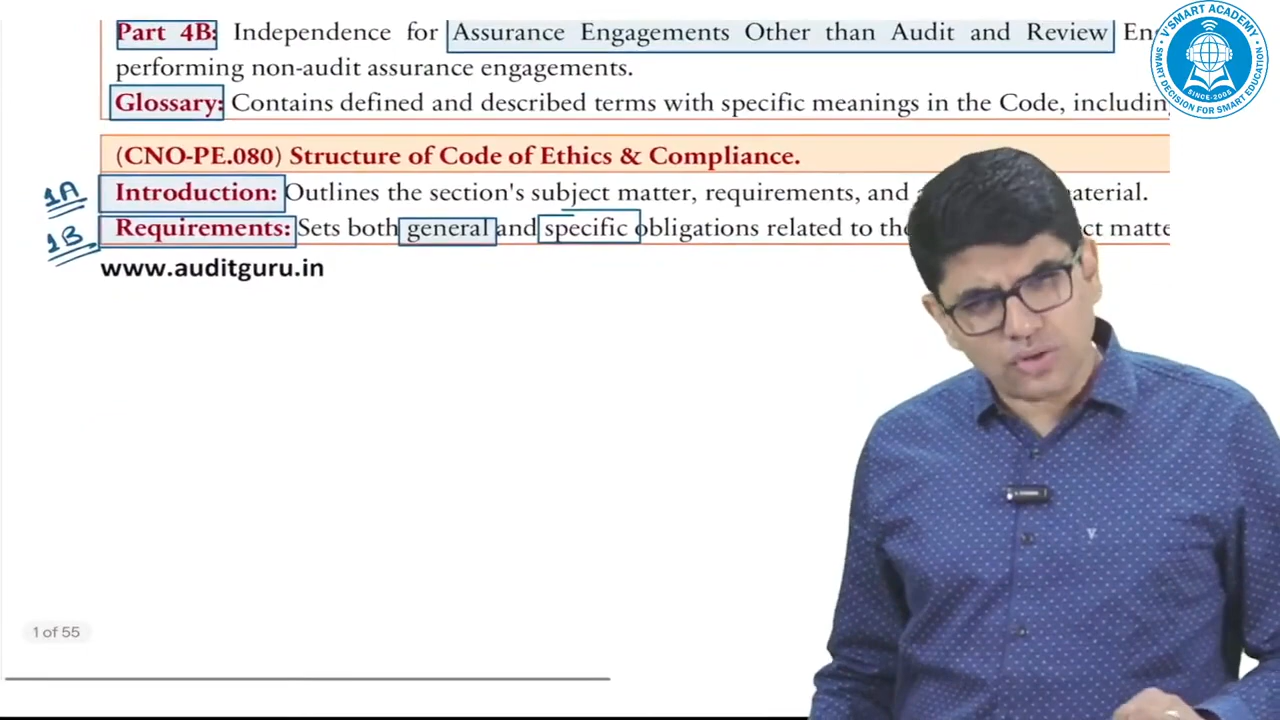 Part 4B: Independence for Assurance Engagements Other than Audit and Review
performing non-audit assurance engagements.
Glossary: Contains defined and described terms with specific meanings in the Code,
(CNO-PE.080) Structure of Code of Ethics & Compliance.
1A Introduction: Outlines the section's subject matter, requirements, and
1B Requirements: Sets both general and specific obligations related to
www.auditguru.in
1 of 55
V'SMART ACADEMY
SMART DECISION FOR SMART EDUCATION
SINCE-2005
V